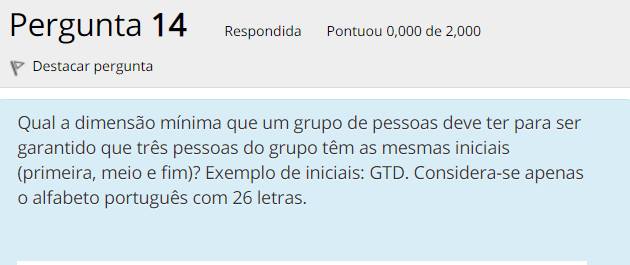 Pergunta 14 Respondida Pontuou 0,000 de 2,000
Destacar pergunta
Qual a dimensão mínima que um grupo de pessoas deve ter para ser
garantido que três pessoas do grupo têm as mesmas iniciais
(primeira, meio e fim)? Exemplo de iniciais: GTD. Considera-se apenas
o alfabeto português com 26 letras.